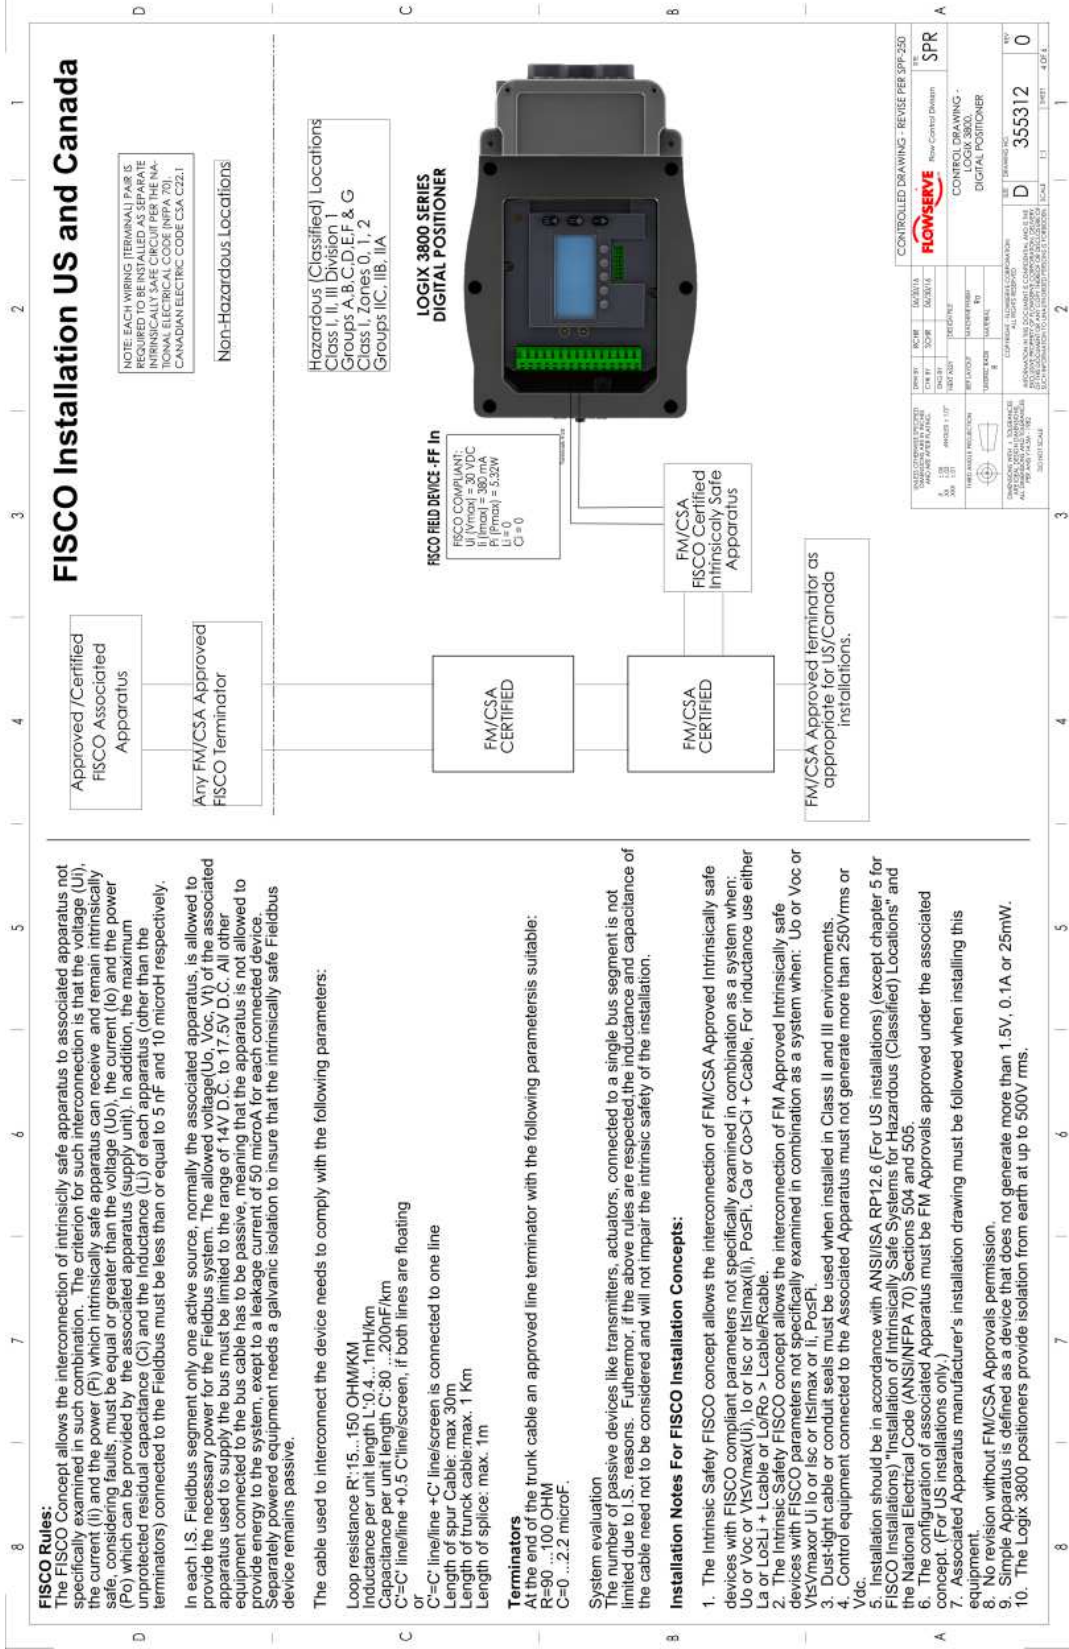 FISCO Installation US and Canada
FISCO Rules:
The FISCO Concept allows the interconnection of intrinsiclly safe apparatus to associated apparatus not
specifically examined in such combination. The criterion for such interconnection is that the voltage (Ui),
the current (Ii) and the power (Pi) which intrinsically safe apparatus can receive and remain intrinsically
safe, considering faults, must be equal or greater than the voltage (Uo), the current (Io) and the power
(Po) which can be provided by the associated apparatus (supply unit). In addition, the maximum
unprotected residual capacitance (Ci) and the Inductance (Li) of each apparatus (other than the
terminators) connected to the Fieldbus must be less than or equal to 5 nF and 10 microH respectively.
In each I.S. Fieldbus segment only one active source, normally the associated apparatus, is allowed to
provide the necessary power for the Fieldbus system. The allowed voltage(Uo, Voc, Vt) of the associated
apparatus used to supply the bus must be limited to the range of 14V D.C. to 17.5V D.C. All other
equipment connected to the bus cable has to be passive, meaning that the apparatus is not allowed to
provide energy to the system, exept to a leakage current of 50 microA for each connected device.
Separately powered equipment needs a galvanic isolation to insure that the intrinsically safe Fieldbus
device remains passive.
The cable used to interconnect the device needs to comply with the following parameters:
Loop resistance R':15...150 OHM/KM
Inductance per unit length L':0.4...1mH/km
Capacitance per unit length C':80 ...200nF/km
C'=C' line/line +0.5 C'line/screen, if both lines are floating
or
C'=C' line/line +C' line/screen is connected to one line
Length of spur Cable: max 30m
Length of trunk cable:max. 1 Km
Length of splice: max. 1m
Terminators
At the end of the trunk cable an approved line terminator with the following parametersis suitable:
R=90 ...100 OHM
C=0 ...2.2 microF.
System evaluation
The number of passive devices like transmitters, actuators, connected to a single bus segment is not
limited due to I.S. reasons. Futhermor, if the above rules are respected,the inductance and capacitance of
the cable need not to be considered and will not impair the intrinsic safety of the installation.
Installation Notes For FISCO Installation Concepts:
1. The Intrinsic Safety FISCO concept allows the interconnection of FM/CSA Approved Intrinsically safe
devices with FISCO compliant parameters not specifically examined in combination as a system when:
Uo or Voc or Vt≤Vmax(Ui), Io or Isc or It≤Imax(Ii), Po≤Pi. Ca or Co>Ci + Ccable, For inductance use either
La or Lo≥Li + Lcable or Lo/Ro > Lcable/Rcable.
2. The Intrinsic Safety FISCO concept allows the interconnection of FM Approved Intrinsically safe
devices with FISCO parameters not specifically examined in combination as a system when: Uo or Voc or
Vt≤Vmaxor Ui Io or Isc or It≤Imax or Ii, Po≤Pi.
3. Dust-tight cable or conduit seals must be used when installed in Class II and III environments.
4. Control equipment connected to the Associated Apparatus must not generate more than 250Vrms or
Vdc.
5. Installation should be in accordance with ANSI/ISA RP12.6 (For US installations) (except chapter 5 for
FISCO Installations) "Installation of Intrinsically Safe Systems for Hazardous (Classified) Locations" and
the National Electrical Code (ANSI/NFPA 70) Sections 504 and 505.
6. The configuration of associated Apparatus must be FM Approvals approved under the associated
concept. (For US installations only.)
7. Associated Apparatus manufacturer's installation drawing must be followed when installing this
equipment.
8. No revision without FM/CSA Approvals permission.
9. Simple Apparatus is defined as a device that does not generate more than 1.5V, 0.1A or 25mW.
10. The Logix 3800 positioners provide isolation from earth at up to 500V rms.
Approved /Certified
FISCO Associated
Apparatus
Any FM/CSA Approved
FISCO Terminator
NOTE: EACH WIRING (TERMINAL) PAIR IS
REQUIRED TO BE INSTALLED AS SEPARATE
INTRINSICALLY SAFE CIRCUIT PER THE NA-
TIONAL ELECTRICAL CODE (NFPA 70),
CANADIAN ELECTRIC CODE CSA C22.1
Non-Hazardous Locations
Hazardous (Classified) Locations
Class I, II, III Division 1
Groups A,B,C,D,E,F & G
Class I, Zones 0, 1, 2
Groups IIC, IIB, IIA
LOGIX 3800 SERIES
DIGITAL POSITIONER
FISCO FIELD DEVICE -FF In
FISCO COMPLIANT:
Ui (Vmax) = 30 VDC
Ii (Imax) = 380 mA
Pi (Pmax) = 5.32W
Li = 0
Ci = 0
FM/CSA
CERTIFIED
FM/CSA
CERTIFIED
FM/CSA
FISCO Certified
Intrinsicaly Safe
Apparatus
FM/CSA Approved terminator as
appropriate for US/Canada
installations.
CONTROLLED DRAWING - REVISE PER SPP-250
FLOWSERVE
Flow Control Division
SPR
CONTROL DRAWING -
LOGIX 3800,
DIGITAL POSITIONER
D
355312
0
SCALE 1:1
SHEET 4 OF 6
DO NOT SCALE
THIRD ANGLE PROJECTION
8 7 6 5 4 3 2 1
D C B A